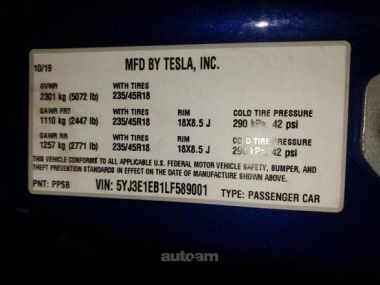 10/19 MFD BY TESLA, INC.
GVWR WITH TIRES
2301 kg (5072 lb) 235/45R18
GAWR FRT WITH TIRES RIM COLD TIRE PRESSURE
1110 kg (2447 lb) 235/45R18 18X8.5 J 290 kPa, 42 psi
GAWR RR WITH TIRES RIM COLD TIRE PRESSURE
1257 kg (2771 lb) 235/45R18 18X8.5 J 290 kPa, 42 psi
THIS VEHICLE CONFORMS TO ALL APPLICABLE U.S. FEDERAL MOTOR VEHICLE SAFETY, BUMPER, AND
THEFT PREVENTION STANDARDS IN EFFECT ON THE DATE OF MANUFACTURE SHOWN ABOVE.
VIN: 5YJ3E1EB1LF589001
PNT: PPSB TYPE: PASSENGER CAR
autoam